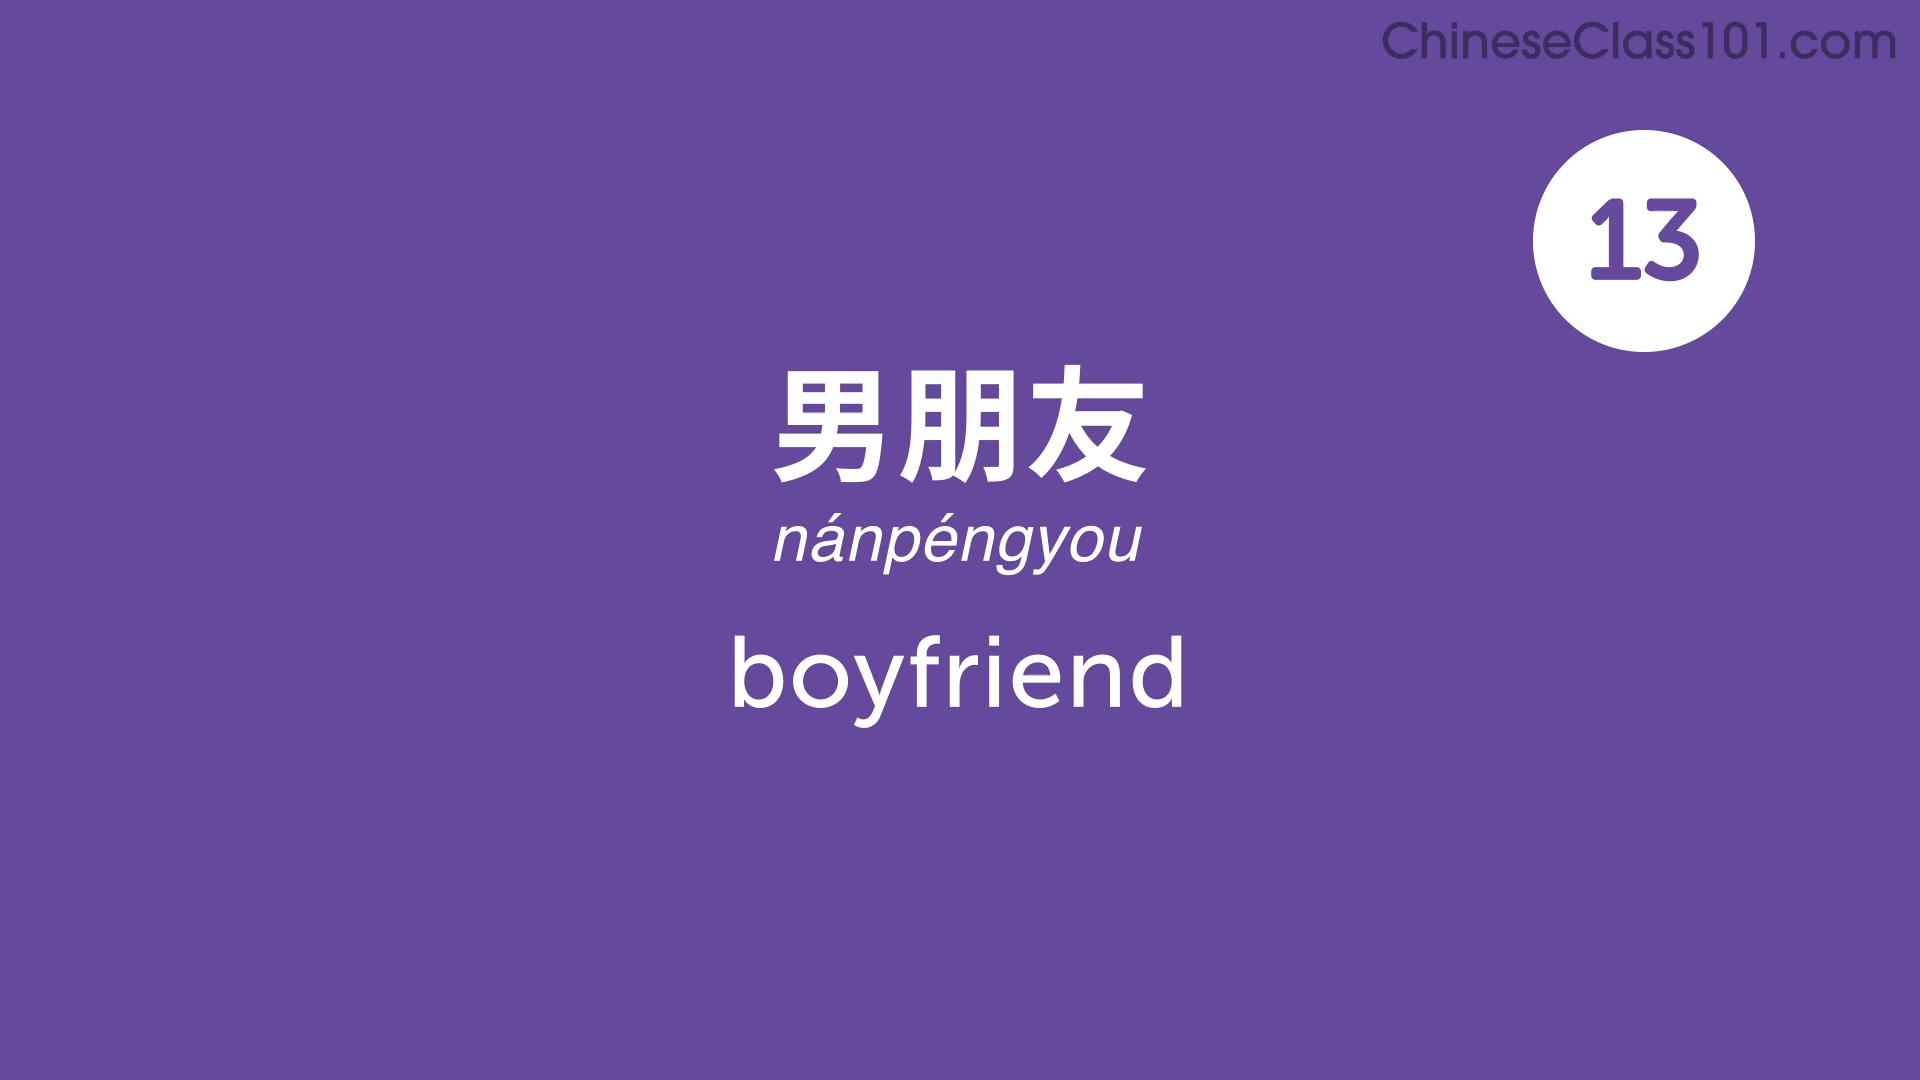 ChineseClass101.com
13
男朋友
nánpéngyou
boyfriend